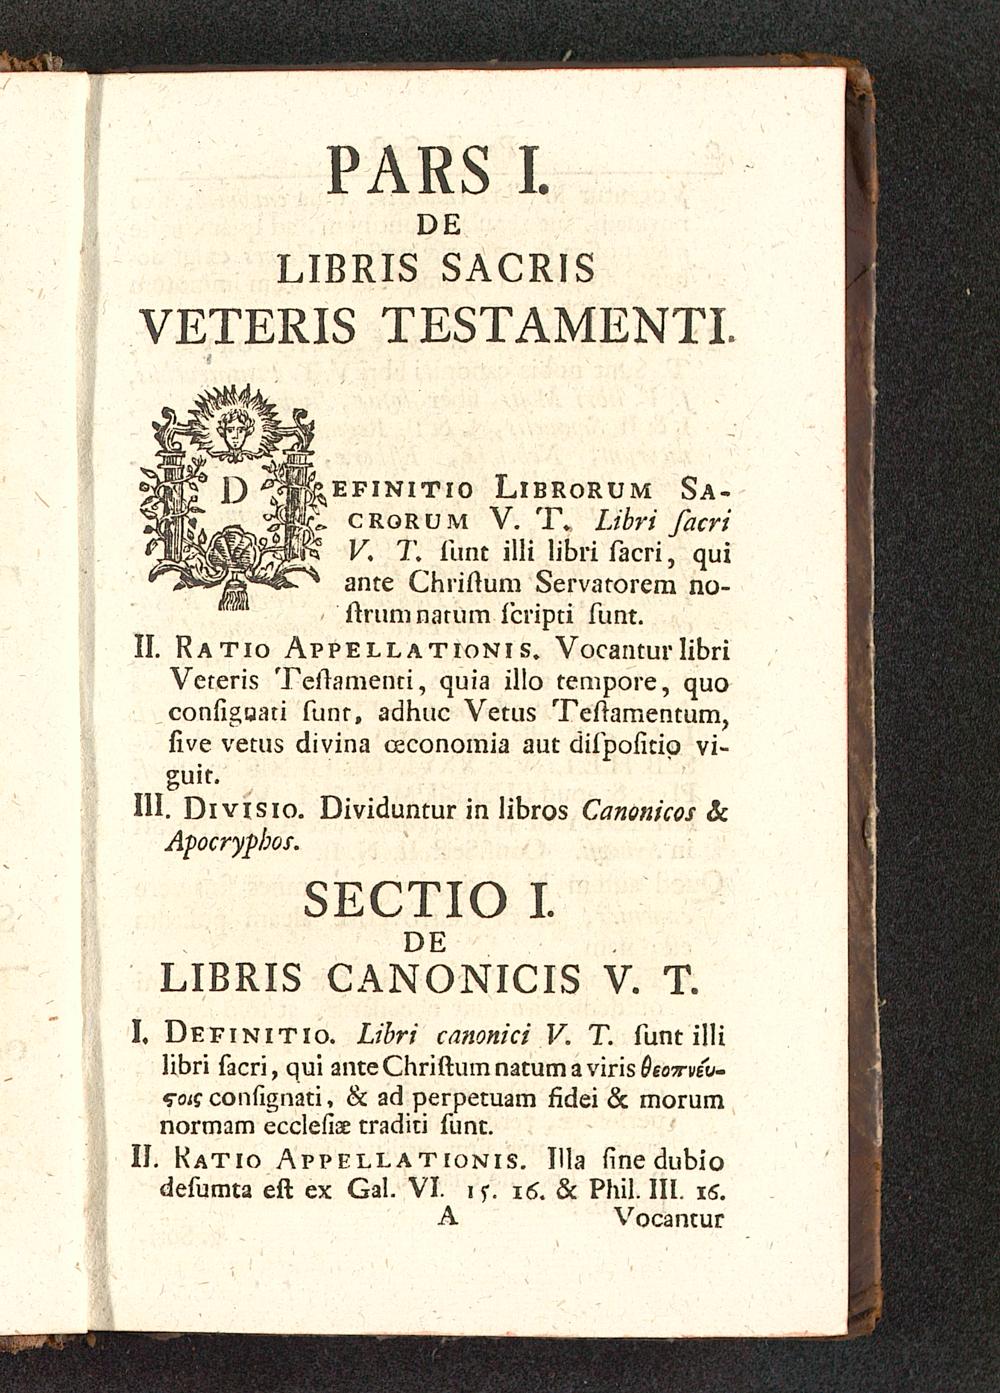 PARS I.
DE
LIBRIS SACRIS
VETERIS TESTAMENTI.
DEFINITIO LIBRORUM SA-
CRORUM V. T. Libri ſacri
V. T. ſunt illi libri ſacri, qui
ante Chriſtum Servatorem no-
ſtrum natum ſcripti ſunt.
II. RATIO APPELLATIONIS. Vocantur libri
Veteris Teſtamenti, quia illo tempore, quo
conſignati ſunt, adhuc Vetus Teſtamentum,
ſive vetus divina œconomia aut diſpoſitio vi-
guit.
III. DIVISIO. Dividuntur in libros Canonicos &
Apocryphos.
SECTIO I.
DE
LIBRIS CANONICIS V. T.
I. DEFINITIO. Libri canonici V. T. ſunt illi
libri ſacri, qui ante Chriſtum natum a viris θεοπνέυ-
ϛοις conſignati, & ad perpetuam fidei & morum
normam eccleſiæ traditi ſunt.
II. RATIO APPELLATIONIS. Illa ſine dubio
deſumta eſt ex Gal. VI. 15. 16. & Phil. III. 16.
A Vocantur